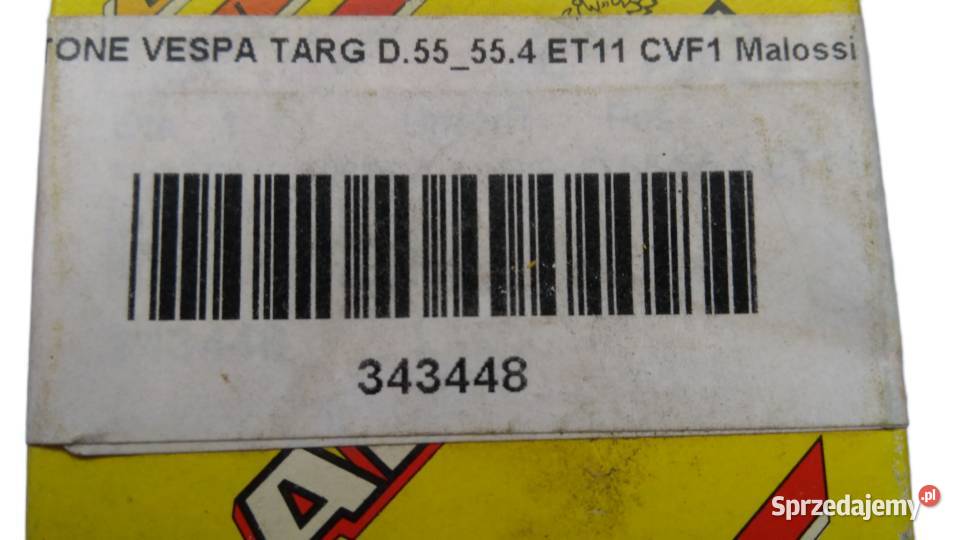 TONE VESPA TARG D.55_55.4 ET11 CVF1 Malossi
343448
Sprzedajemy.pl